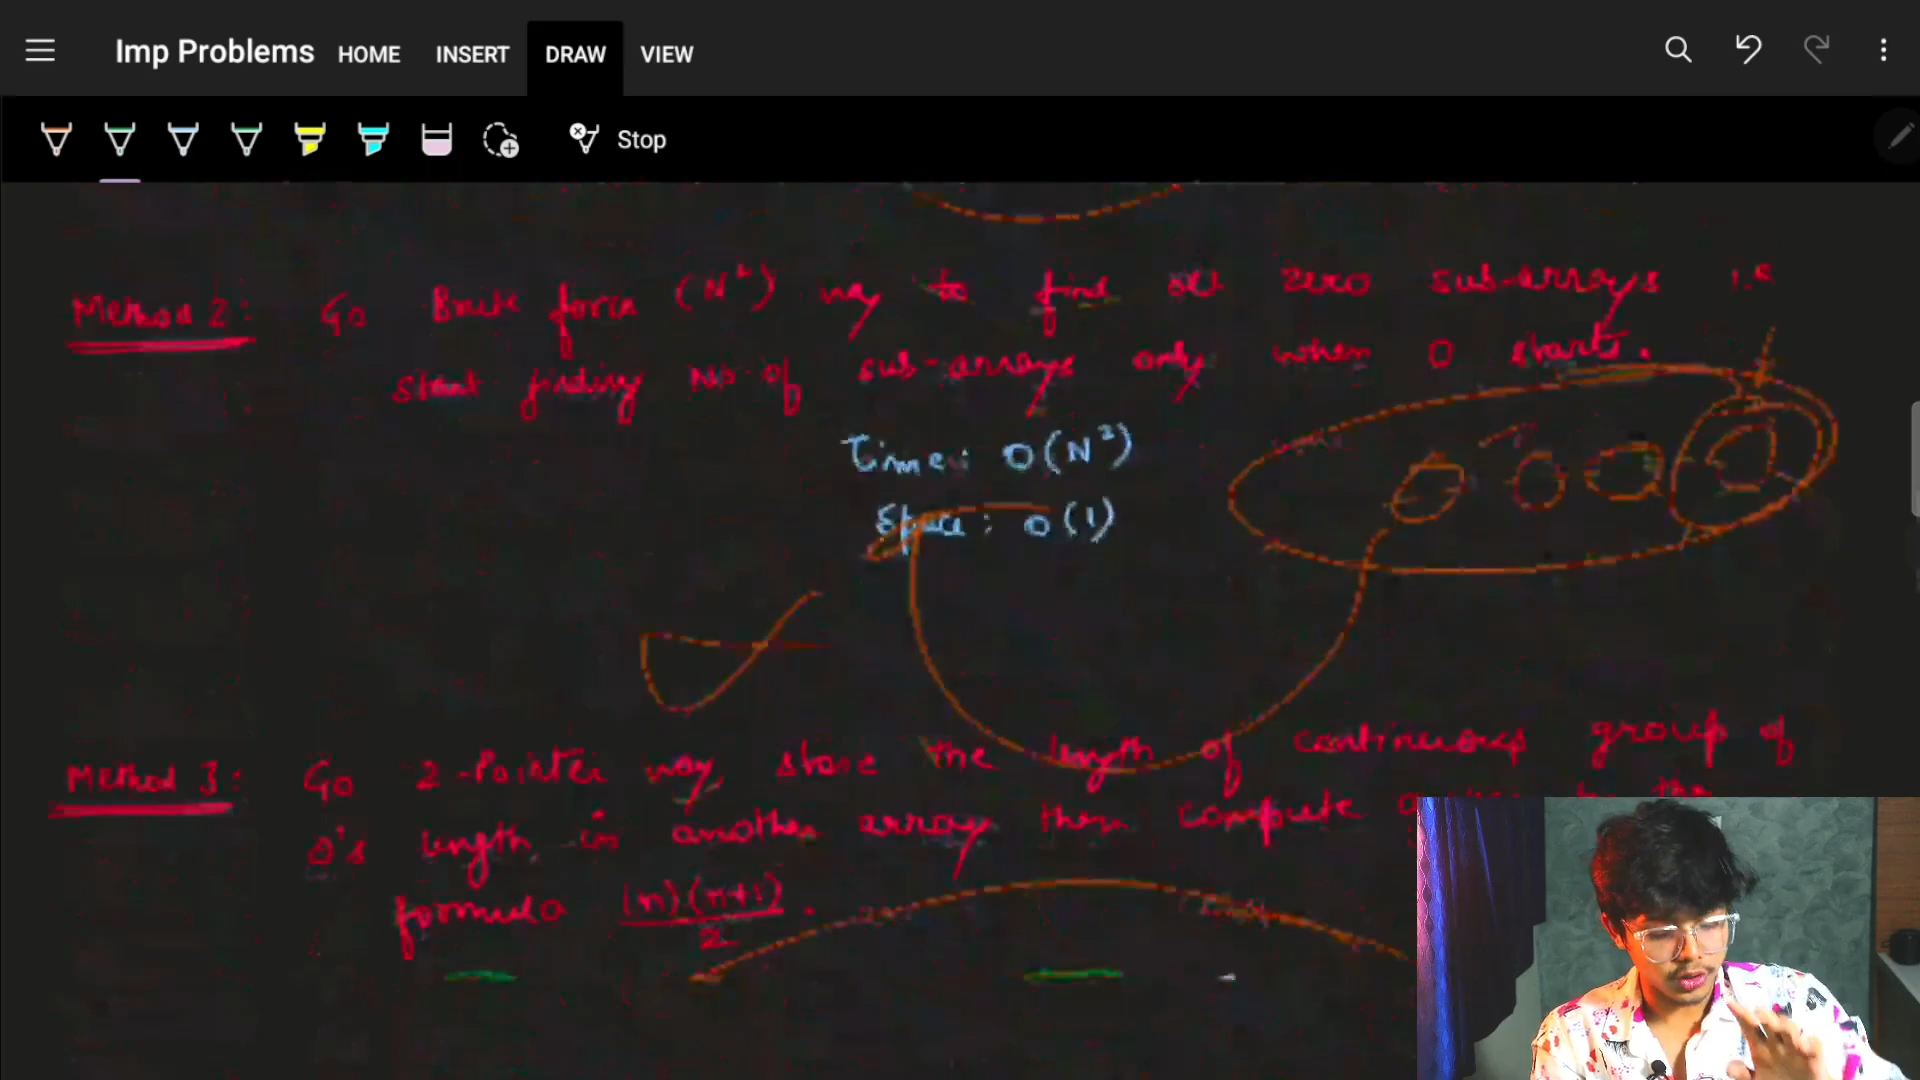 Imp Problems HOME INSERT DRAW VIEW
Stop
Method 2: Go Brute force (N²) way to find all zero sub-arrays i.e
start finding No of sub-arrays only when 0 starts.
Time: O(N²)
Space: O(1)
Method 3: Go 2-Pointer way, store the length of continuous group of
0's length in another array then compute by the
formula (n)(n+1)/2.